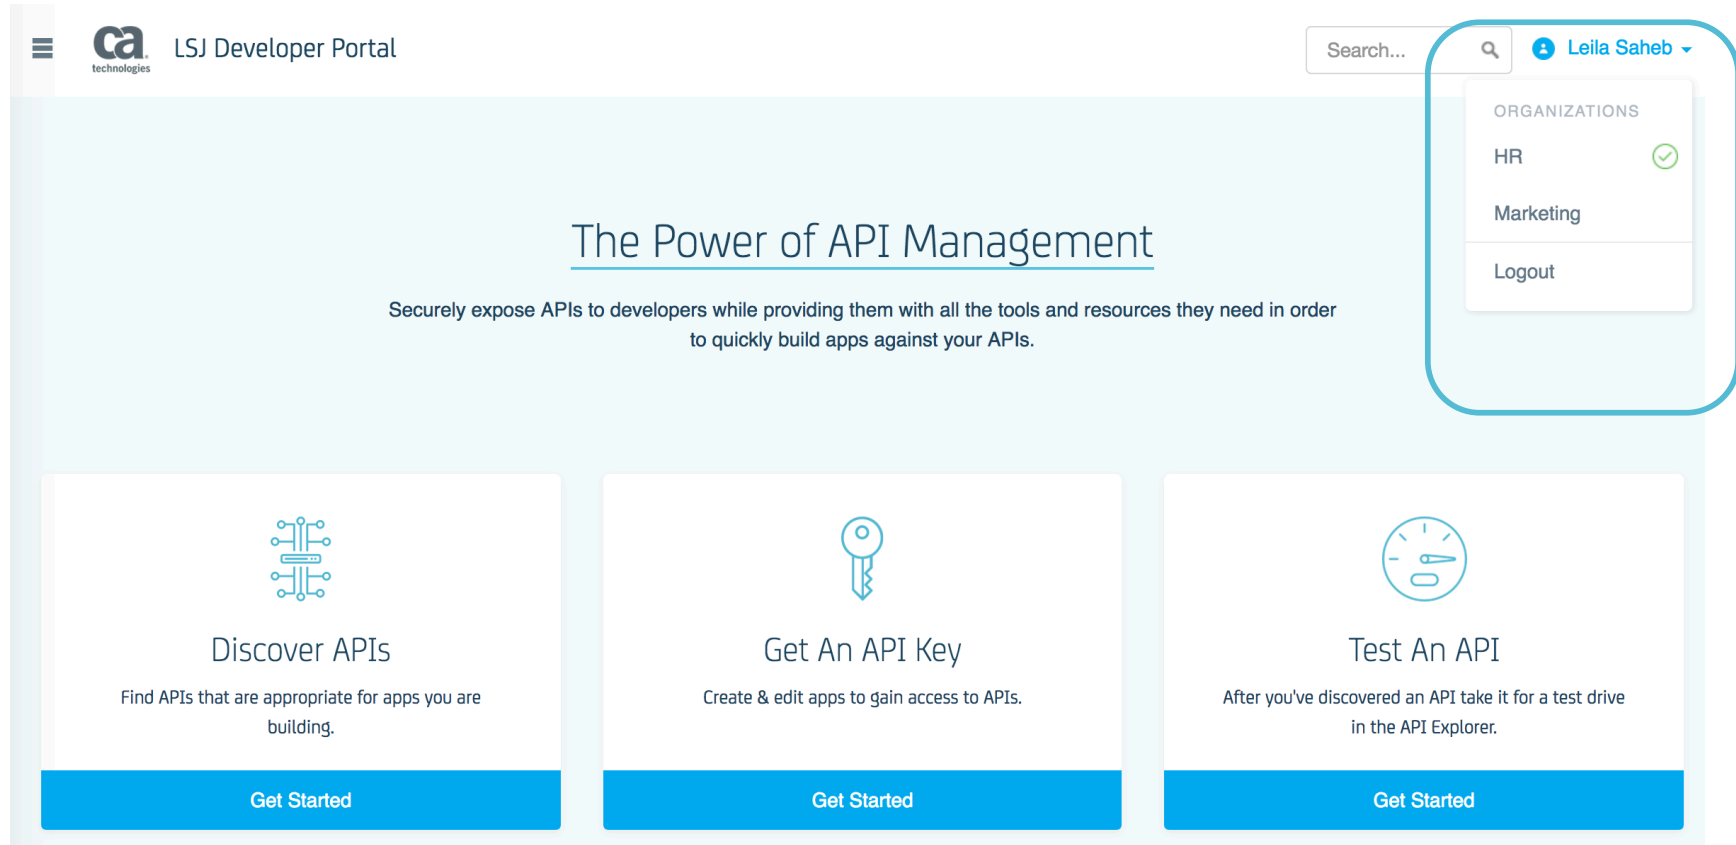 ca
technologies
LSJ Developer Portal
Search...
Leila Saheb
ORGANIZATIONS
HR
Marketing
Logout
The Power of API Management
Securely expose APIs to developers while providing them with all the tools and resources they need in order
to quickly build apps against your APIs.
Discover APIs
Find APIs that are appropriate for apps you are
building.
Get Started
Get An API Key
Create & edit apps to gain access to APIs.
Get Started
Test An API
After you've discovered an API take it for a test drive
in the API Explorer.
Get Started